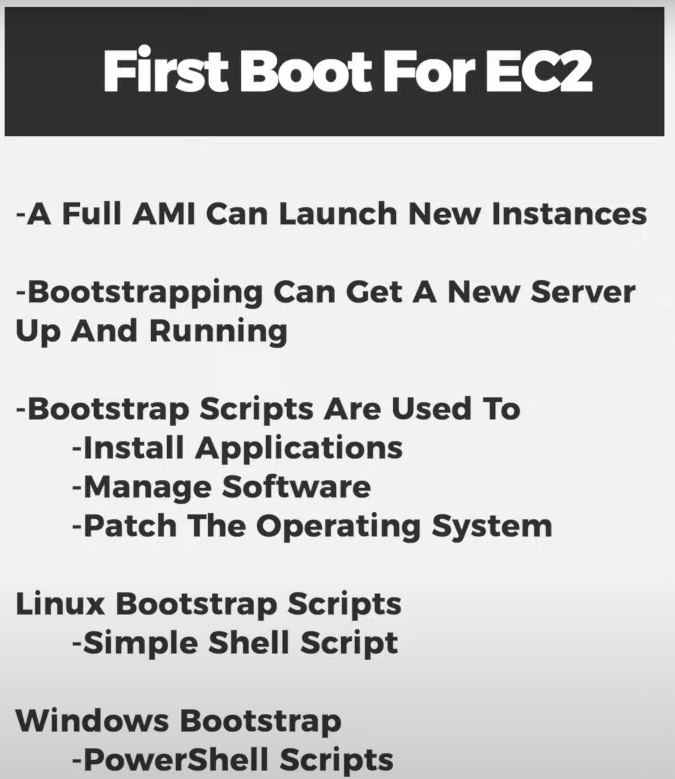 First Boot For EC2
-A Full AMI Can Launch New Instances
-Bootstrapping Can Get A New Server
Up And Running
-Bootstrap Scripts Are Used To
-Install Applications
-Manage Software
-Patch The Operating System
Linux Bootstrap Scripts
-Simple Shell Script
Windows Bootstrap
-PowerShell Scripts